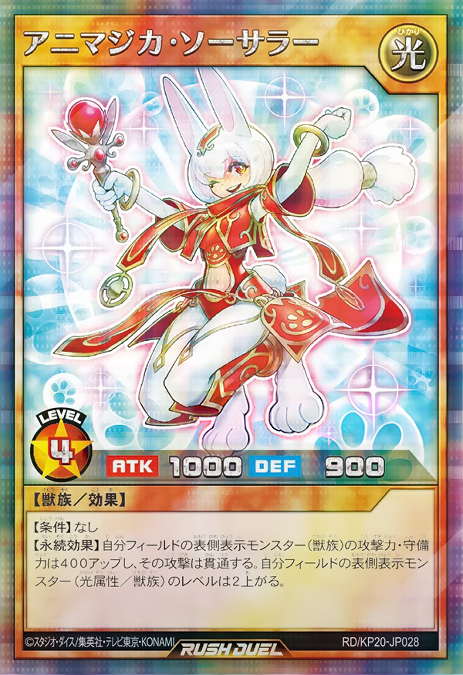 アニマジカ・ソーサラー
ひかり
光
LEVEL
4
ATK 1000 DEF 900
【獣族／効果】
【条件】なし
【永続効果】自分フィールドの表側表示モンスター（獣族）の攻撃力・守備
力は４００アップし、その攻撃は貫通する。自分フィールドの表側表示モンス
ター（光属性／獣族）のレベルは２上がる。
©スタジオ・ダイス/集英社・テレビ東京・KONAMI
RUSH DUEL
RD/KP20-JP028